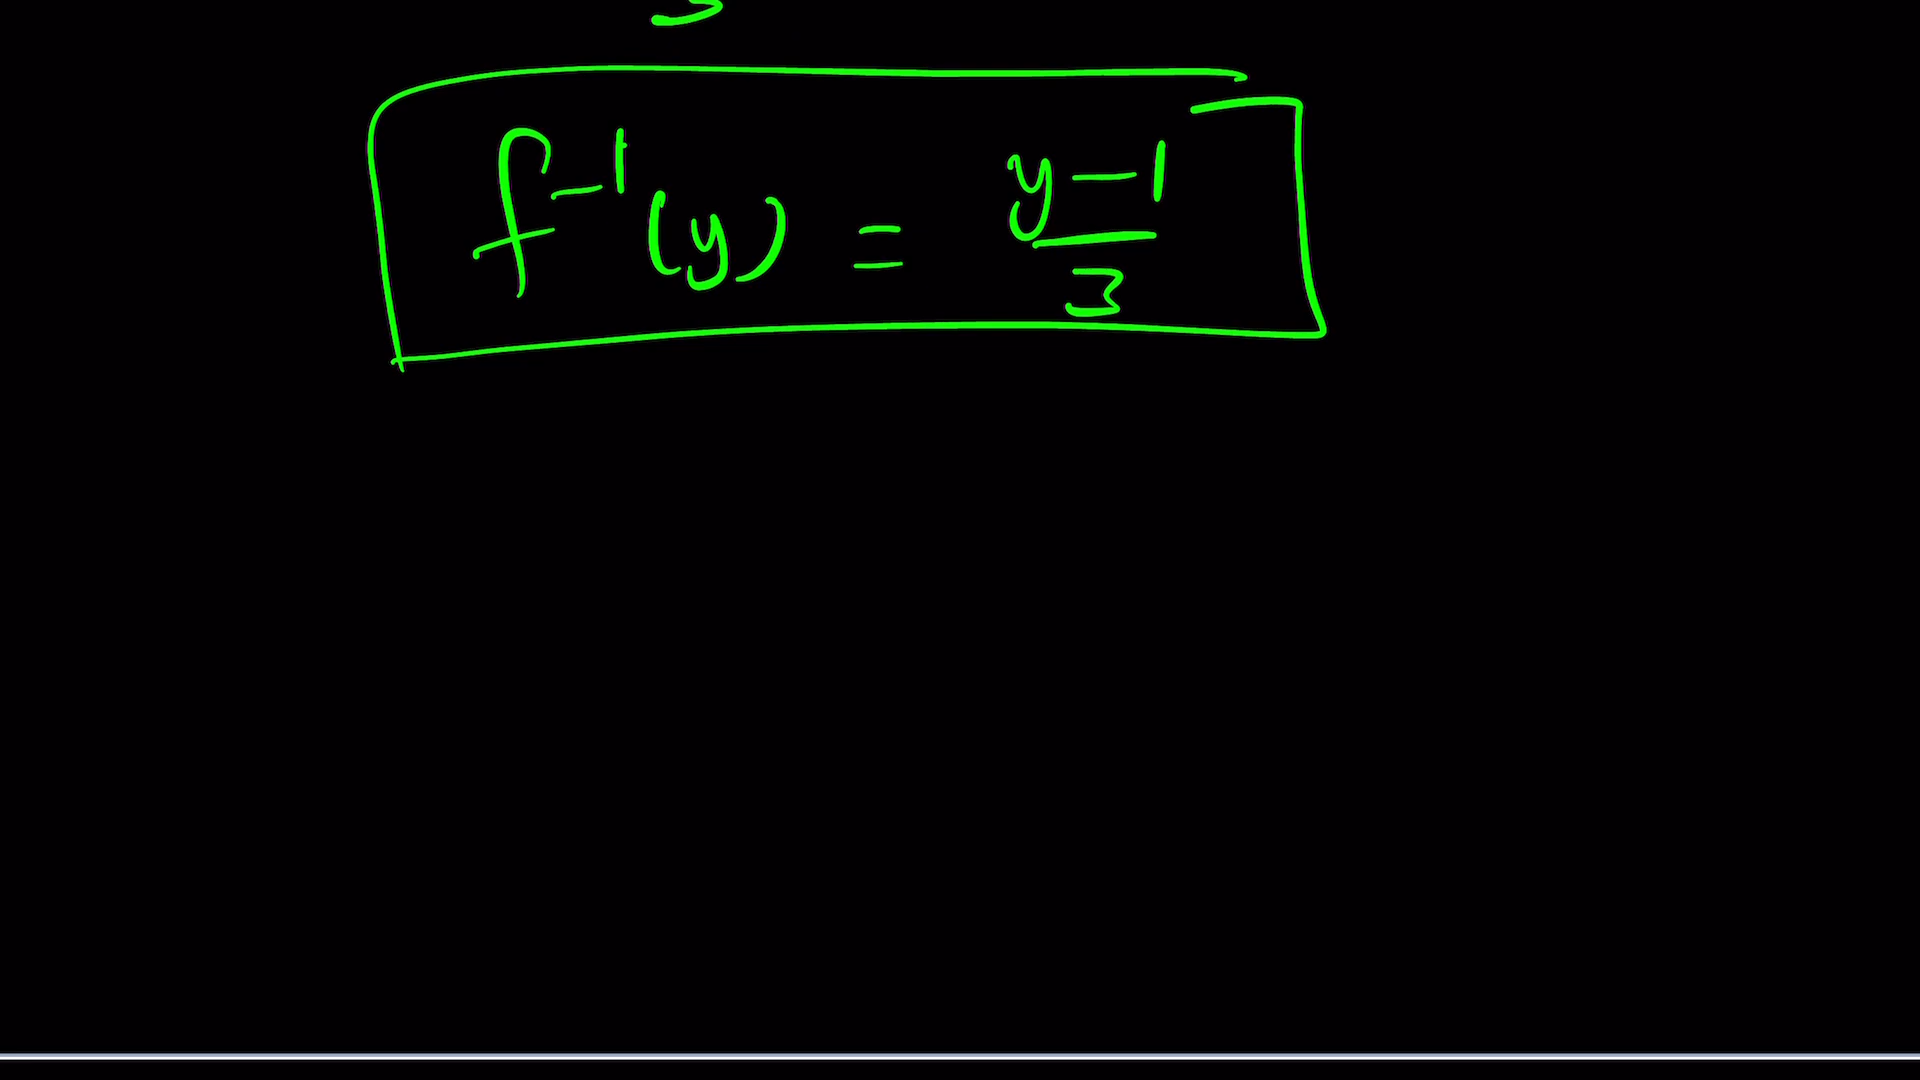 f⁻¹(y) = (y-1)/3